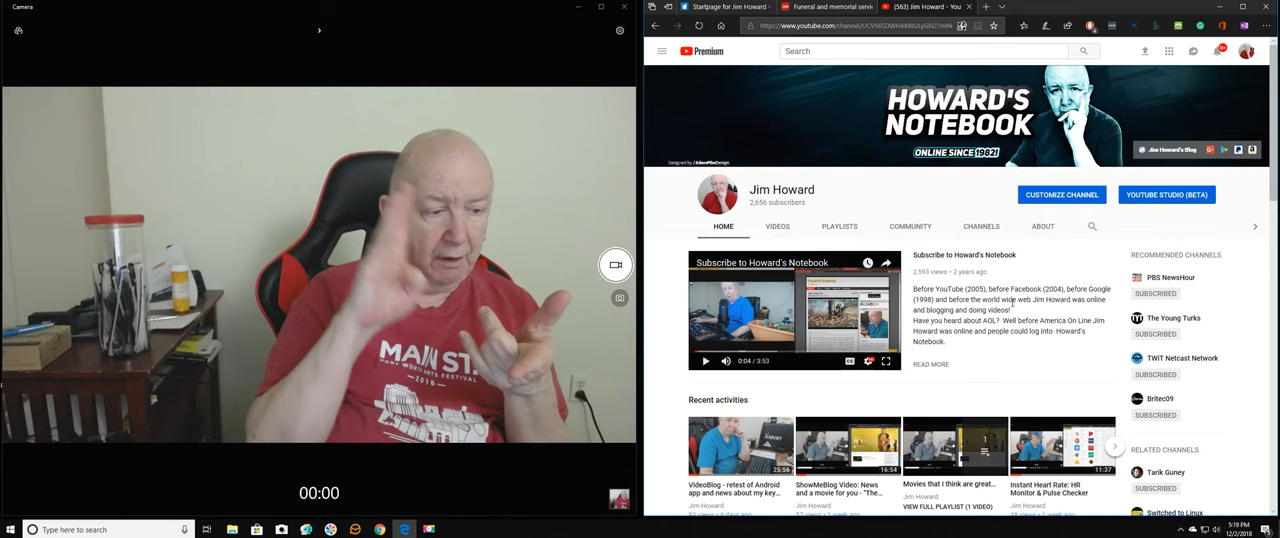 Camera
Startpage for Jim Howard -
Funeral and memorial servi
(563) Jim Howard - You
https://www.youtube.com/channel/
Premium
Search
9+
HOWARD'S
NOTEBOOK
ONLINE SINCE 1982!
Jim Howard's Blog
Jim Howard
2,656 subscribers
CUSTOMIZE CHANNEL
YOUTUBE STUDIO (BETA)
HOME
VIDEOS
PLAYLISTS
COMMUNITY
CHANNELS
ABOUT
Subscribe to Howard's Notebook
0:04 / 3:53
Subscribe to Howard's Notebook
2,593 views • 2 years ago
Before YouTube (2005), before Facebook (2004), before Google
(1998) and before the world wide web Jim Howard was online
and blogging and doing videos!
Have you heard about AOL? Well before America On Line Jim
Howard was online and people could log into Howard's
Notebook.
READ MORE
RECOMMENDED CHANNELS
PBS NewsHour
SUBSCRIBED
The Young Turks
SUBSCRIBED
TWiT Netcast Network
SUBSCRIBED
Britec09
SUBSCRIBED
RELATED CHANNELS
Tarik Guney
SUBSCRIBED
Switched to Linux
Recent activities
25:56
16:54
1
11:37
VideoBlog - retest of Android
app and news about my key...
Jim Howard
ShowMeBlog Video: News
and a movie for you - "The...
Jim Howard
Movies that I think are great...
Jim Howard
VIEW FULL PLAYLIST (1 VIDEO)
Instant Heart Rate: HR
Monitor & Pulse Checker
Jim Howard
MAIN ST.
FORT WORTH ARTS FESTIVAL
2018
00:00
Type here to search
5:19 PM
12/2/2018